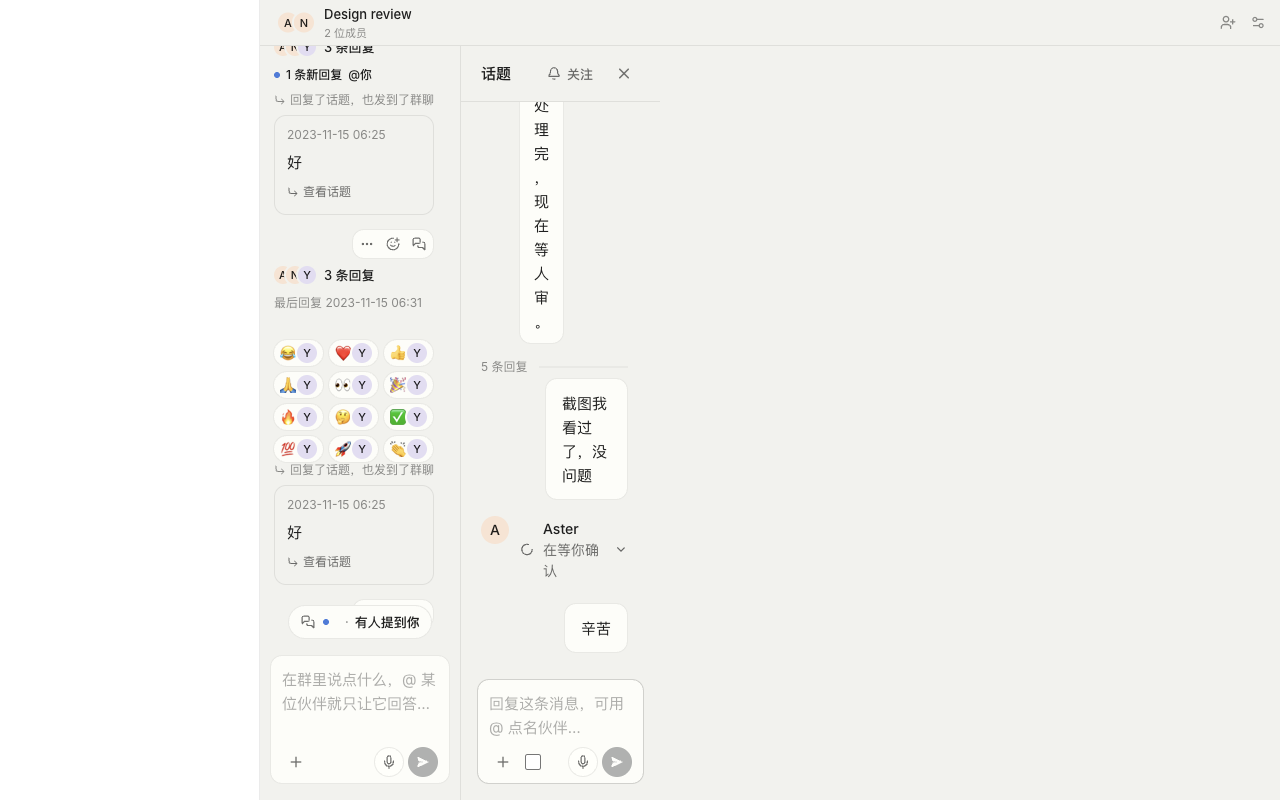 A N
Design review
2 位成员
A N Y 3 条回复
1 条新回复 @你
回复了话题，也发到了群聊
2023-11-15 06:25
好
查看话题
A N Y 3 条回复
最后回复 2023-11-15 06:31
Y Y Y
Y Y Y
Y Y Y
💯 Y Y Y
回复了话题，也发到了群聊
2023-11-15 06:25
好
查看话题
· 有人提到你
在群里说点什么，@ 某
位伙伴就只让它回答...
话题
关注
处
理
完
，
现
在
等
人
审
。
5 条回复
截图我
看过
了，没
问题
A
Aster
在等你确
认
辛苦
回复这条消息，可用
@ 点名伙伴...